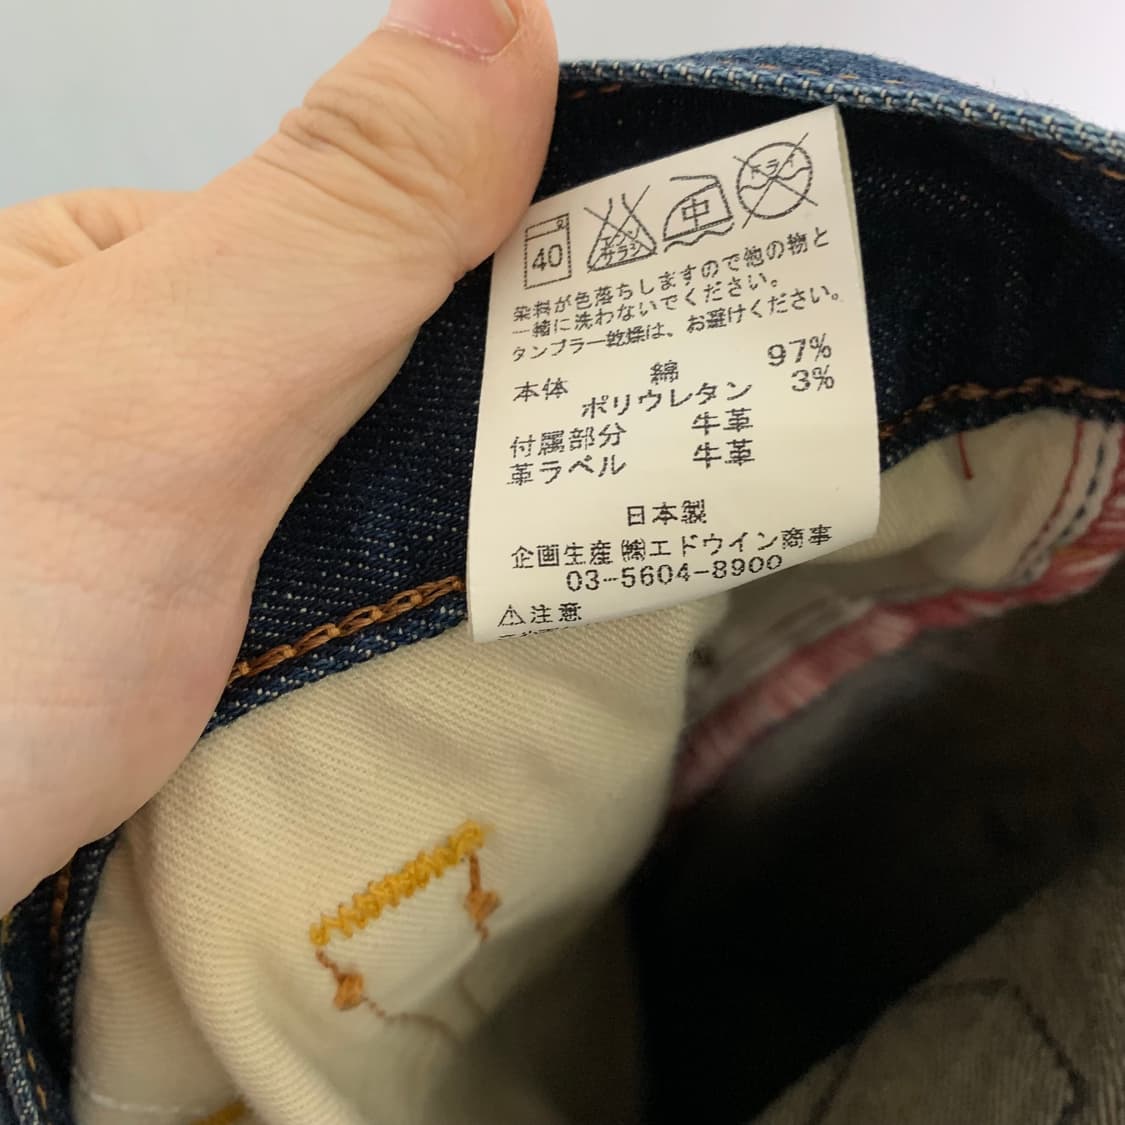 40 エンソサラシ 中 ドライ
染料が色落ちしますので他の物と
一緒に洗わないでください。
タンブラー乾燥は、お避けください。
本体 綿 97%
ポリウレタン 3%
付属部分 牛革
革ラベル 牛革
日本製
企画生産 ㈱エドウイン商事
03-5604-8900
⚠注意